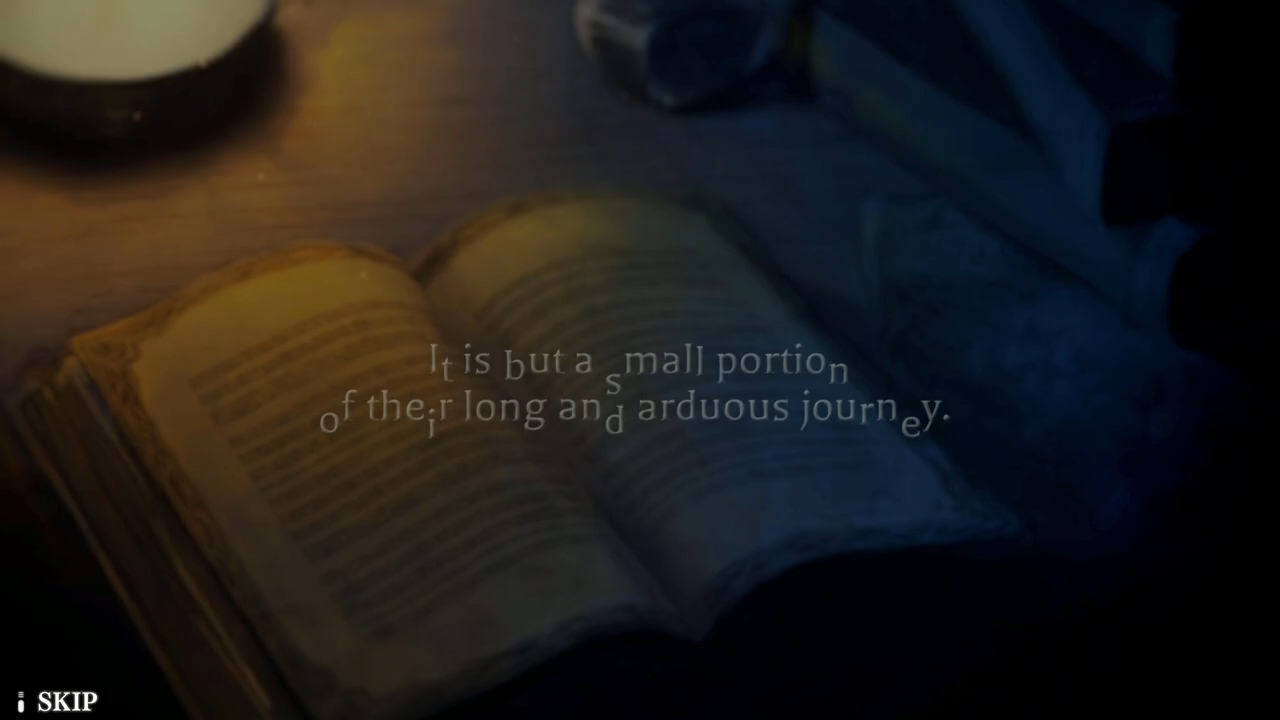 It is but a small portion
of their long and arduous journey.
SKIP